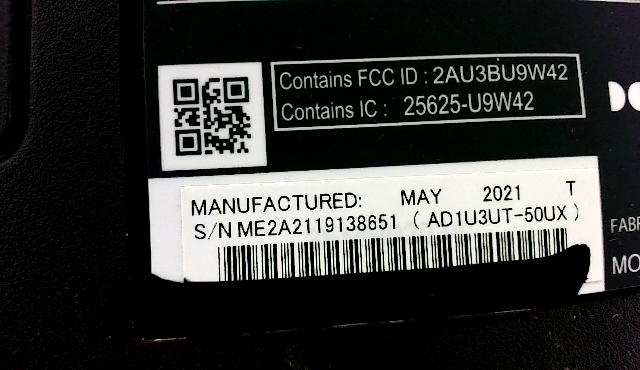 Contains FCC ID : 2AU3BU9W42
Contains IC : 25625-U9W42
MANUFACTURED: MAY 2021 T
S/N ME2A2119138651 ( AD1U3UT-50UX )